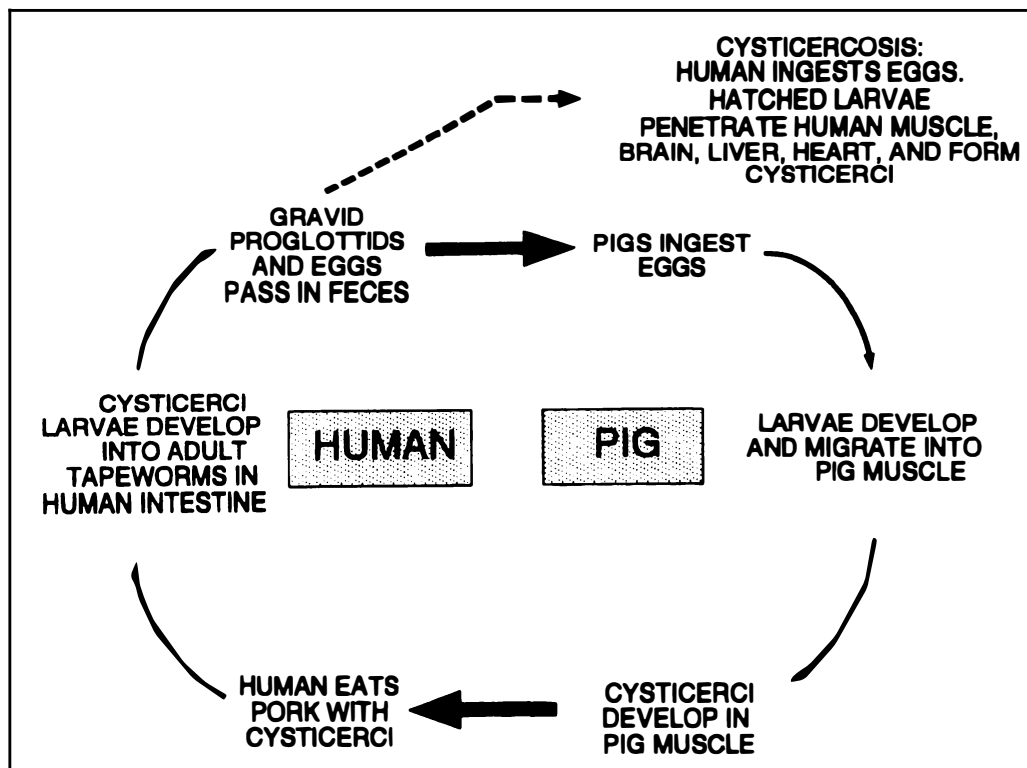 CYSTICERCOSIS:
HUMAN INGESTS EGGS.
HATCHED LARVAE
PENETRATE HUMAN MUSCLE,
BRAIN, LIVER, HEART, AND FORM
CYSTICERCI
GRAVID
PROGLOTTIDS
AND EGGS
PASS IN FECES
PIGS INGEST
EGGS
CYSTICERCI
LARVAE DEVELOP
INTO ADULT
TAPEWORMS IN
HUMAN INTESTINE
HUMAN
PIG
LARVAE DEVELOP
AND MIGRATE INTO
PIG MUSCLE
HUMAN EATS
PORK WITH
CYSTICERCI
CYSTICERCI
DEVELOP IN
PIG MUSCLE